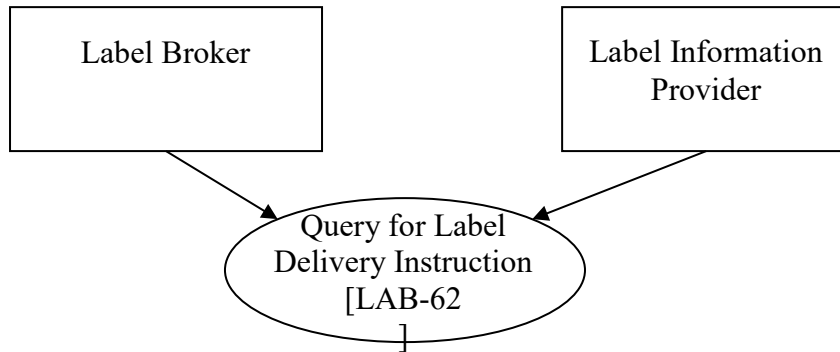 Label Broker
Label Information
Provider
Query for Label
Delivery Instruction
[LAB-62
]